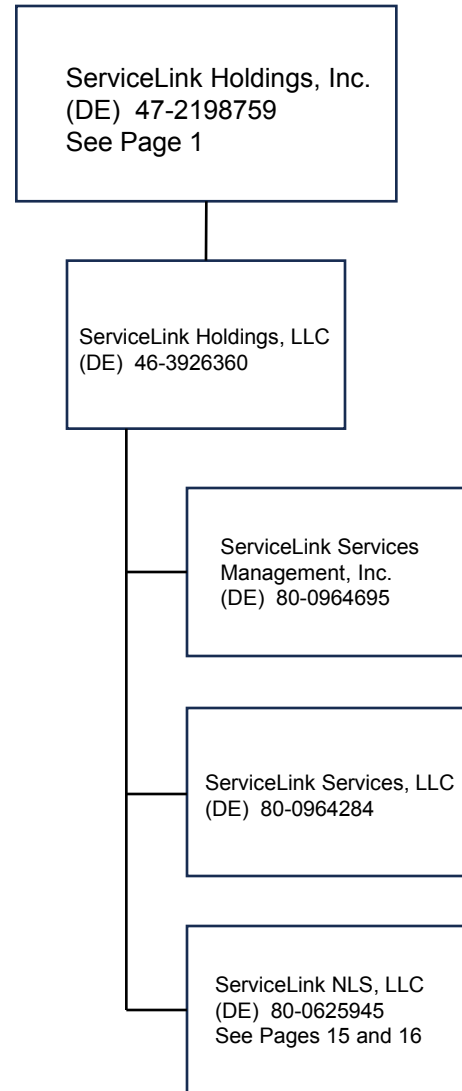 ServiceLink Holdings, Inc.
(DE) 47-2198759
See Page 1
ServiceLink Holdings, LLC
(DE) 46-3926360
ServiceLink Services
Management, Inc.
(DE) 80-0964695
ServiceLink Services, LLC
(DE) 80-0964284
ServiceLink NLS, LLC
(DE) 80-0625945
See Pages 15 and 16